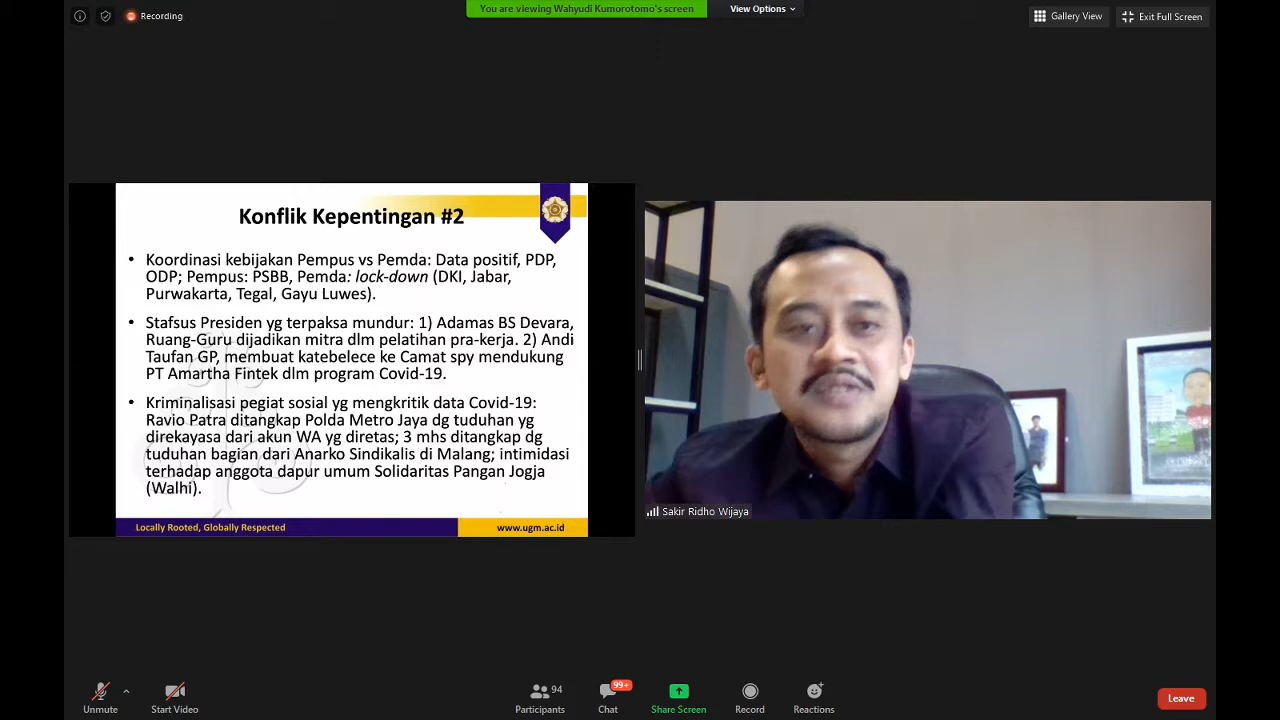 Recording
You are viewing Wahyudi Kumorotomo's screen
View Options
Gallery View
Exit Full Screen
Konflik Kepentingan #2
• Koordinasi kebijakan Pempus vs Pemda: Data positif, PDP,
ODP; Pempus: PSBB, Pemda: lock-down (DKI, Jabar,
Purwakarta, Tegal, Gayu Luwes).
• Stafsus Presiden yg terpaksa mundur: 1) Adamas BS Devara,
Ruang-Guru dijadikan mitra dlm pelatihan pra-kerja. 2) Andi
Taufan GP, membuat katebelece ke Camat spy mendukung
PT Amartha Fintek dlm program Covid-19.
• Kriminalisasi pegiat sosial yg mengkritik data Covid-19:
Ravio Patra ditangkap Polda Metro Jaya dg tuduhan yg
direkayasa dari akun WA yg diretas; 3 mhs ditangkap dg
tuduhan bagian dari Anarko Sindikalis di Malang; intimidasi
terhadap anggota dapur umum Solidaritas Pangan Jogja
(Walhi).
Locally Rooted, Globally Respected
www.ugm.ac.id
Sakir Ridho Wijaya
Unmute
Start Video
94
Participants
99+
Chat
Share Screen
Record
Reactions
Leave